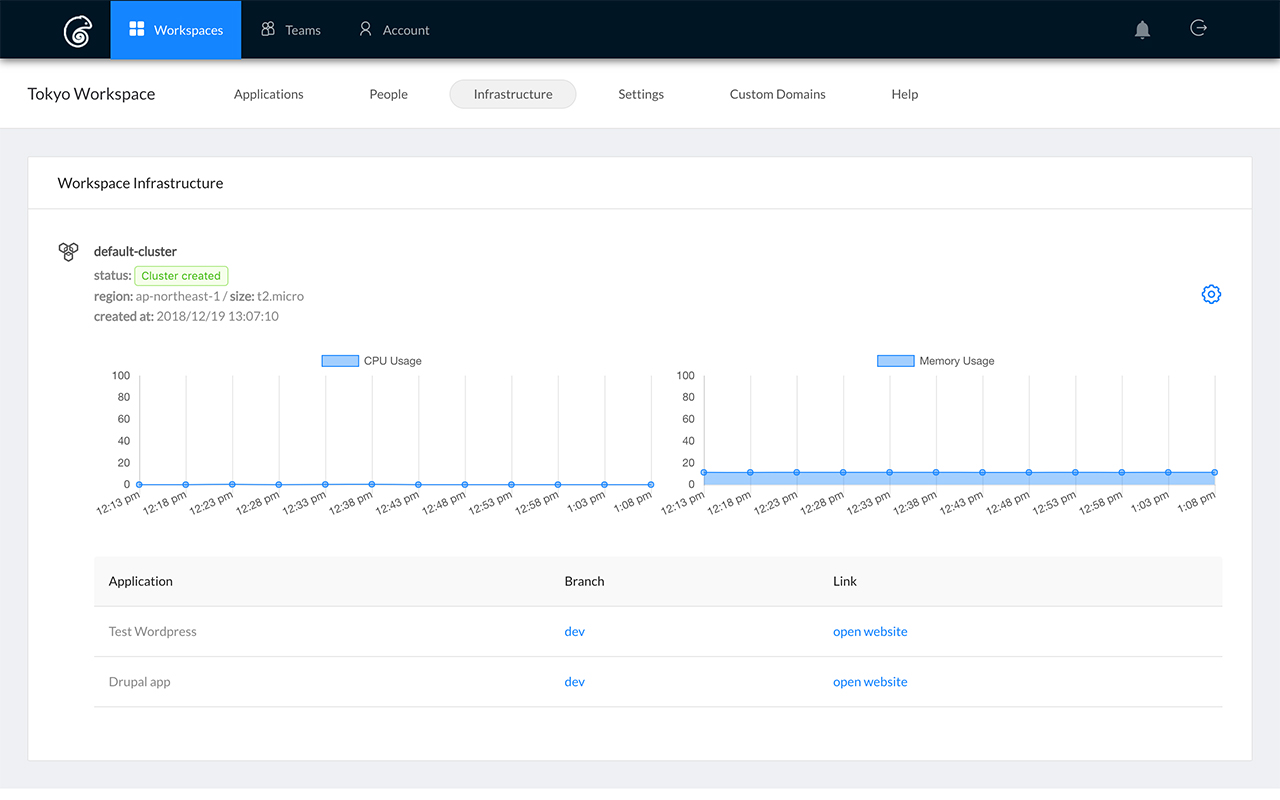 Workspaces Teams Account
Tokyo Workspace Applications People Infrastructure Settings Custom Domains Help
Workspace Infrastructure
default-cluster
status: Cluster created
region: ap-northeast-1 / size: t2.micro
created at: 2018/12/19 13:07:10
CPU Usage
100
80
60
40
20
0
12:13 pm 12:18 pm 12:23 pm 12:28 pm 12:33 pm 12:38 pm 12:43 pm 12:48 pm 12:53 pm 12:58 pm 1:03 pm 1:08 pm
Memory Usage
100
80
60
40
20
0
12:13 pm 12:18 pm 12:23 pm 12:28 pm 12:33 pm 12:38 pm 12:43 pm 12:48 pm 12:53 pm 12:58 pm 1:03 pm 1:08 pm
Application Branch Link
Test Wordpress dev open website
Drupal app dev open website